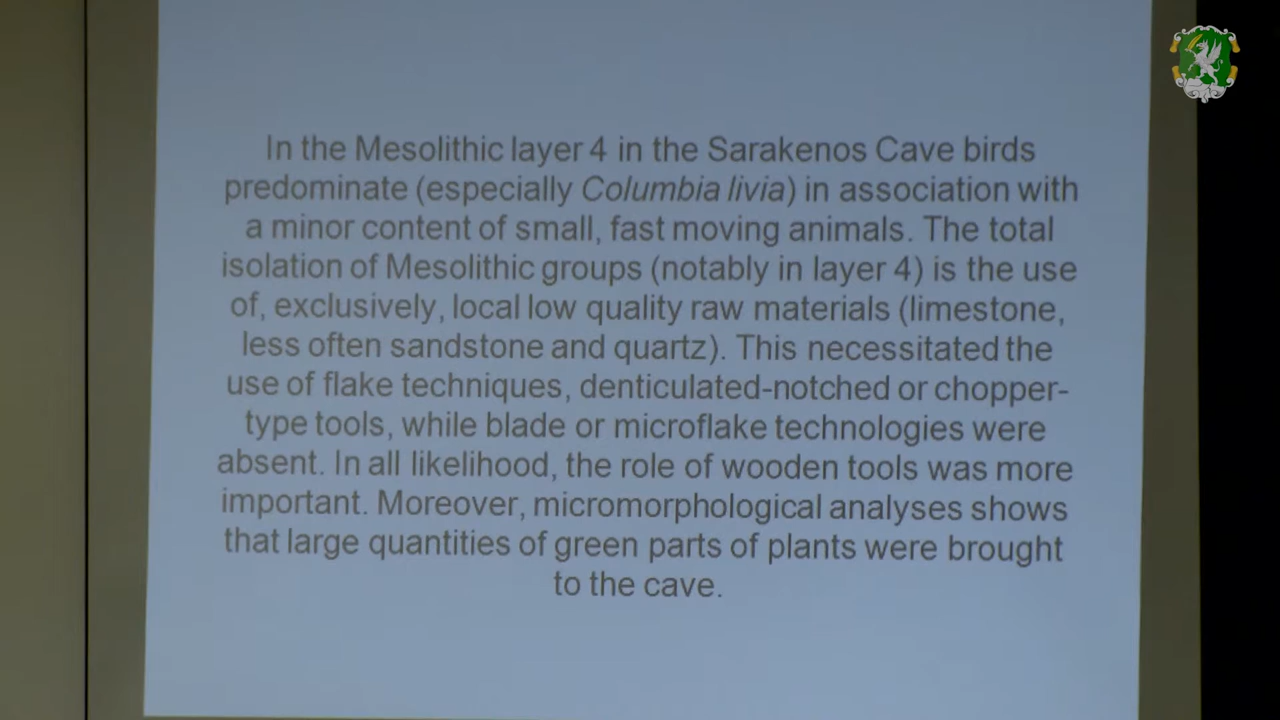 In the Mesolithic layer 4 in the Sarakenos Cave birds
predominate (especially Columbia livia) in association with
a minor content of small, fast moving animals. The total
isolation of Mesolithic groups (notably in layer 4) is the use
of, exclusively, local low quality raw materials (limestone,
less often sandstone and quartz). This necessitated the
use of flake techniques, denticulated-notched or chopper-
type tools, while blade or microflake technologies were
absent. In all likelihood, the role of wooden tools was more
important. Moreover, micromorphological analyses shows
that large quantities of green parts of plants were brought
to the cave.